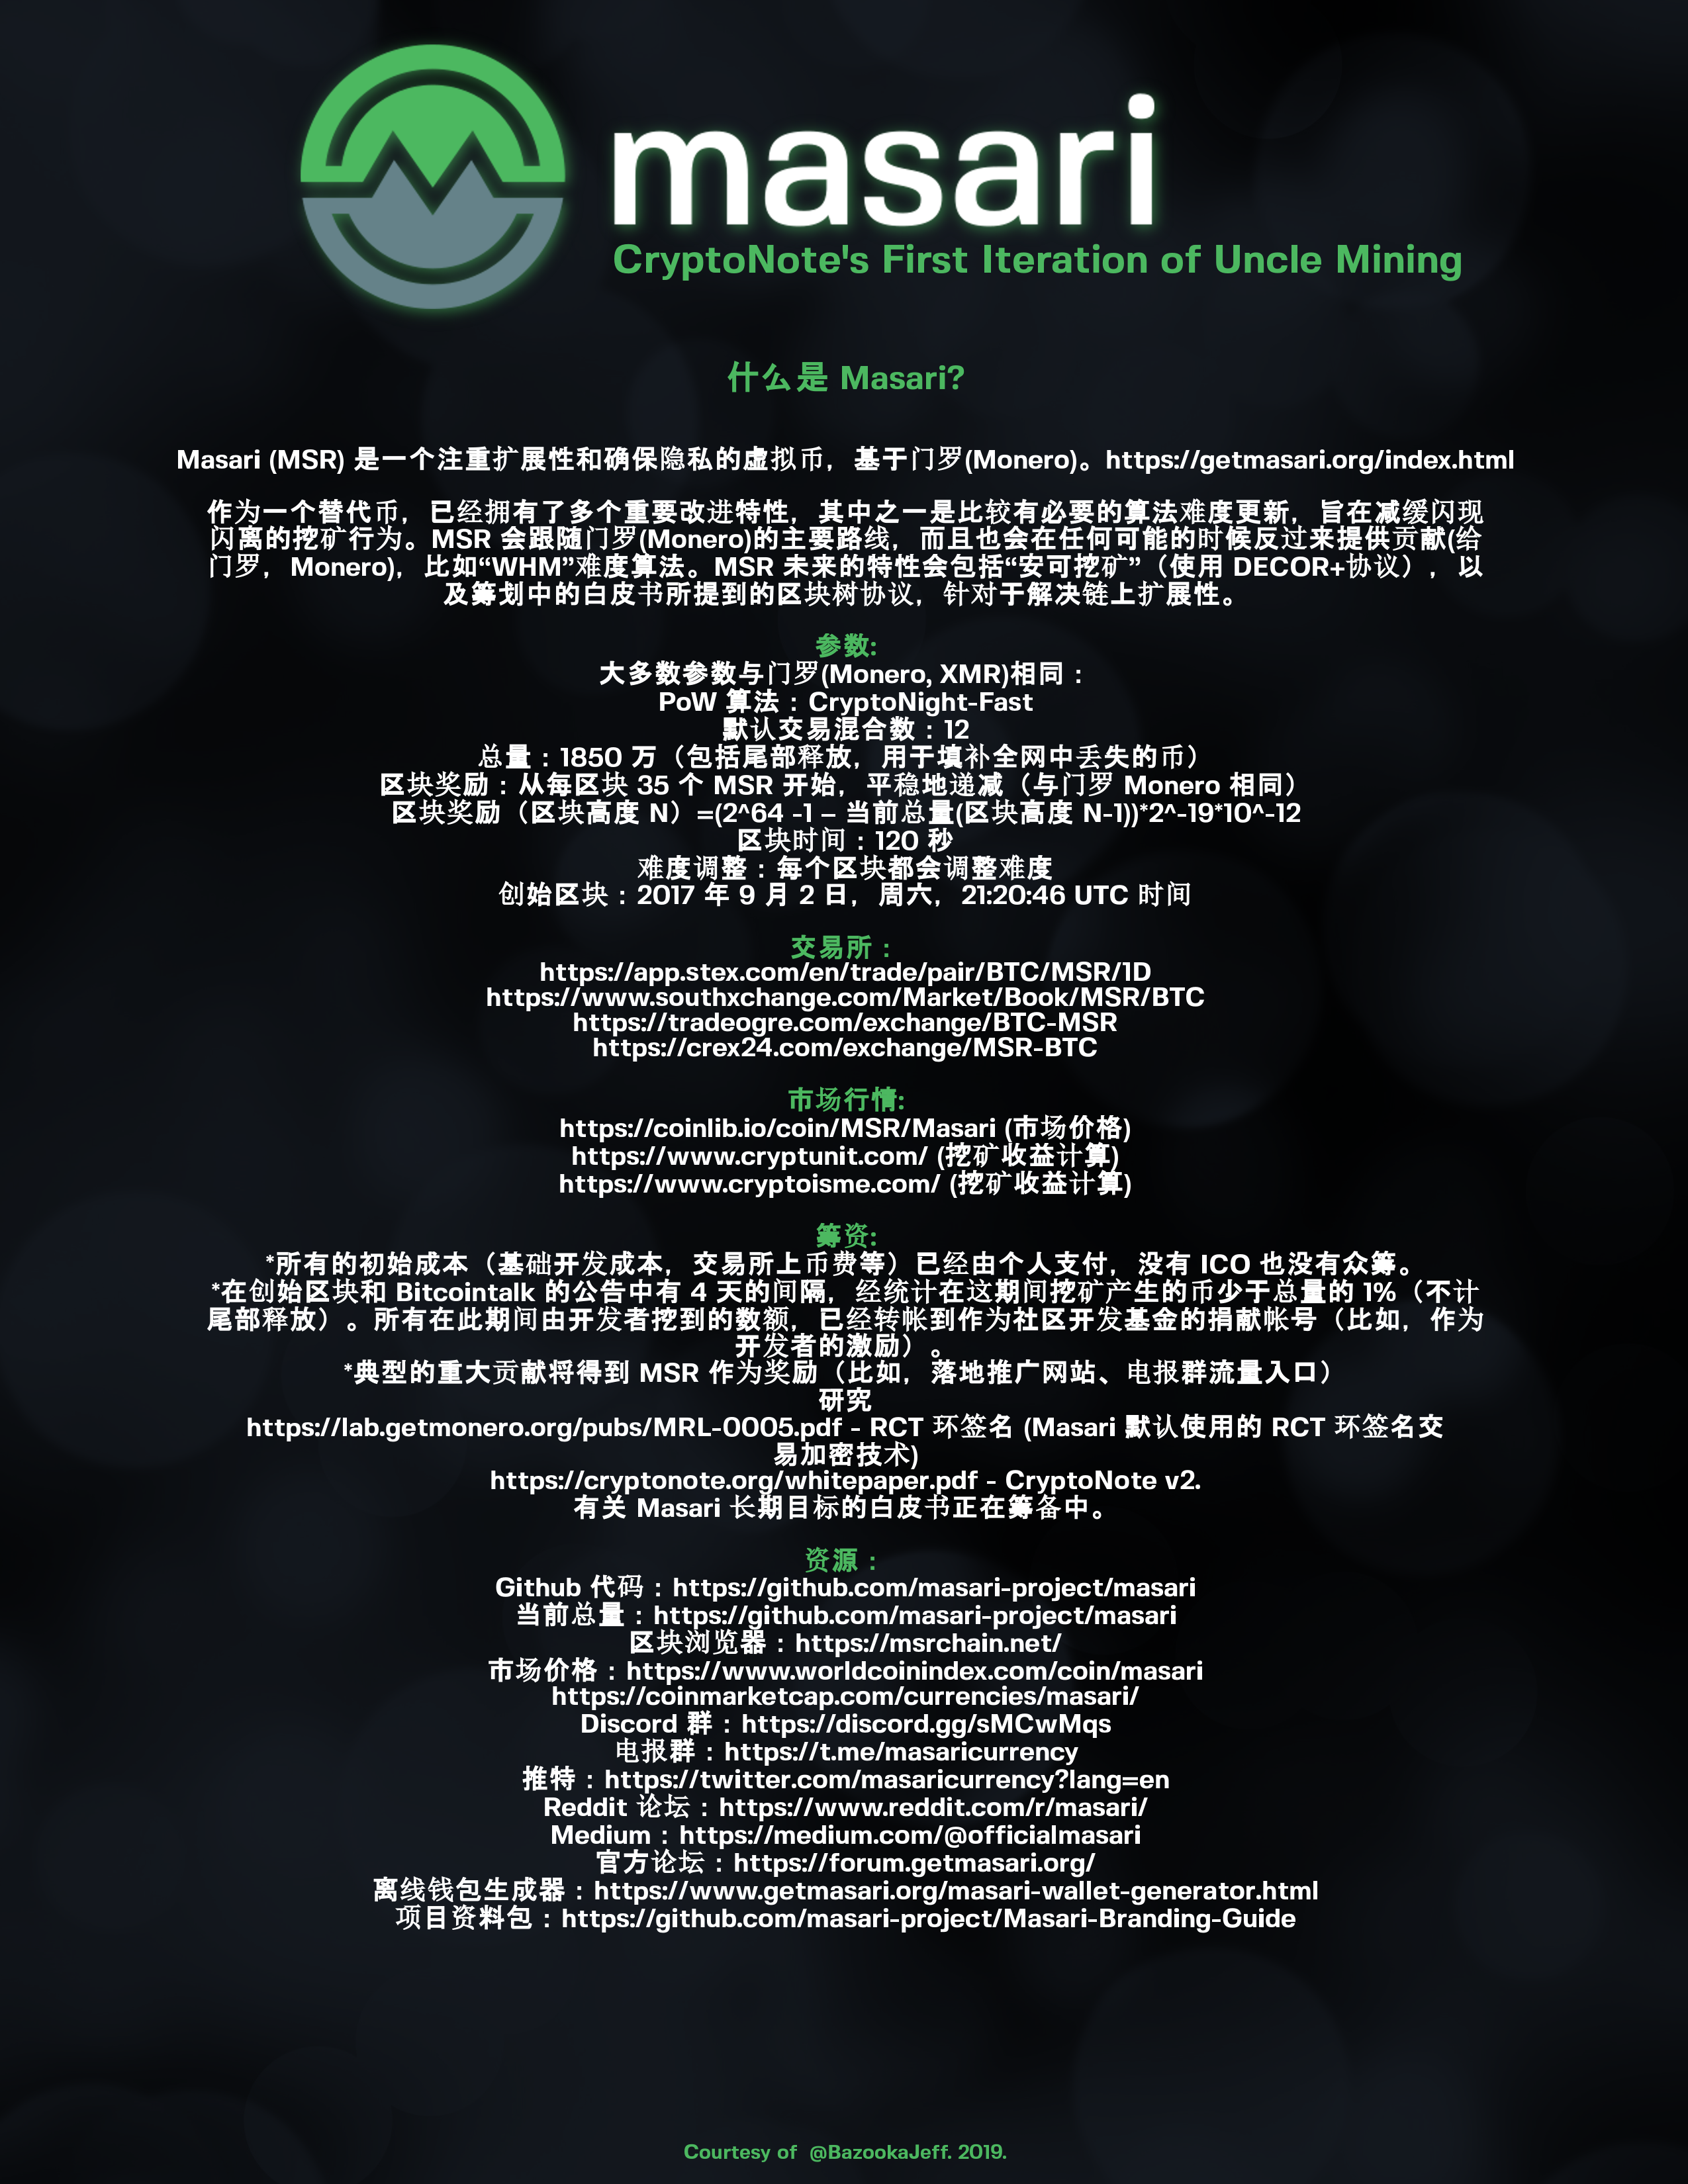 masari
CryptoNote's First Iteration of Uncle Mining
什么是 Masari?
Masari (MSR) 是一个注重扩展性和确保隐私的虚拟币，基于门罗(Monero)。https://getmasari.org/index.html
作为一个替代币，已经拥有了多个重要改进特性，其中之一是比较有必要的算法难度更新，旨在减缓闪现
闪离的挖矿行为。MSR 会跟随门罗(Monero)的主要路线，而且也会在任何可能的时候反过来提供贡献(给
门罗，Monero)，比如“WHM”难度算法。MSR 未来的特性会包括“安可挖矿”（使用 DECOR+协议），以
及筹划中的白皮书所提到的区块树协议，针对于解决链上扩展性。
参数:
大多数参数与门罗(Monero, XMR)相同：
PoW 算法：CryptoNight-Fast
默认交易混合数：12
总量：1850 万（包括尾部释放，用于填补全网中丢失的币）
区块奖励：从每区块 35 个 MSR 开始，平稳地递减（与门罗 Monero 相同）
区块奖励（区块高度 N）=(2^64 -1 – 当前总量(区块高度 N-1))*2^-19*10^-12
区块时间：120 秒
难度调整：每个区块都会调整难度
创始区块：2017 年 9 月 2 日，周六，21:20:46 UTC 时间
交易所：
https://app.stex.com/en/trade/pair/BTC/MSR/1D
https://www.southxchange.com/Market/Book/MSR/BTC
https://tradeogre.com/exchange/BTC-MSR
https://crex24.com/exchange/MSR-BTC
市场行情:
https://coinlib.io/coin/MSR/Masari (市场价格)
https://www.cryptunit.com/ (挖矿收益计算)
https://www.cryptoisme.com/ (挖矿收益计算)
筹资:
*所有的初始成本（基础开发成本，交易所上币费等）已经由个人支付，没有 ICO 也没有众筹。
*在创始区块和 Bitcointalk 的公告中有 4 天的间隔，经统计在这期间挖矿产生的币少于总量的 1%（不计
尾部释放）。所有在此期间由开发者挖到的数额，已经转帐到作为社区开发基金的捐献帐号（比如，作为
开发者的激励）。
*典型的重大贡献将得到 MSR 作为奖励（比如，落地推广网站、电报群流量入口）
研究
https://lab.getmonero.org/pubs/MRL-0005.pdf - RCT 环签名 (Masari 默认使用的 RCT 环签名交
易加密技术)
https://cryptonote.org/whitepaper.pdf - CryptoNote v2.
有关 Masari 长期目标的白皮书正在筹备中。
资源：
Github 代码：https://github.com/masari-project/masari
当前总量：https://github.com/masari-project/masari
区块浏览器：https://msrchain.net/
市场价格：https://www.worldcoinindex.com/coin/masari
https://coinmarketcap.com/currencies/masari/
Discord 群：https://discord.gg/sMCwMqs
电报群：https://t.me/masaricurrency
推特：https://twitter.com/masaricurrency?lang=en
Reddit 论坛：https://www.reddit.com/r/masari/
Medium：https://medium.com/@officialmasari
官方论坛：https://forum.getmasari.org/
离线钱包生成器：https://www.getmasari.org/masari-wallet-generator.html
项目资料包：https://github.com/masari-project/Masari-Branding-Guide
Courtesy of @BazookaJeff. 2019.